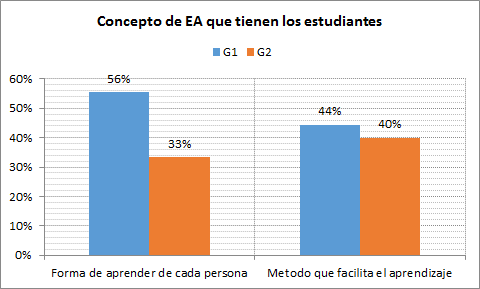 Concepto de EA que tienen los estudiantes
G1 G2
60%
50%
40%
30%
20%
10%
0%
56%
33%
44%
40%
Forma de aprender de cada persona
Metodo que facilita el aprendizaje